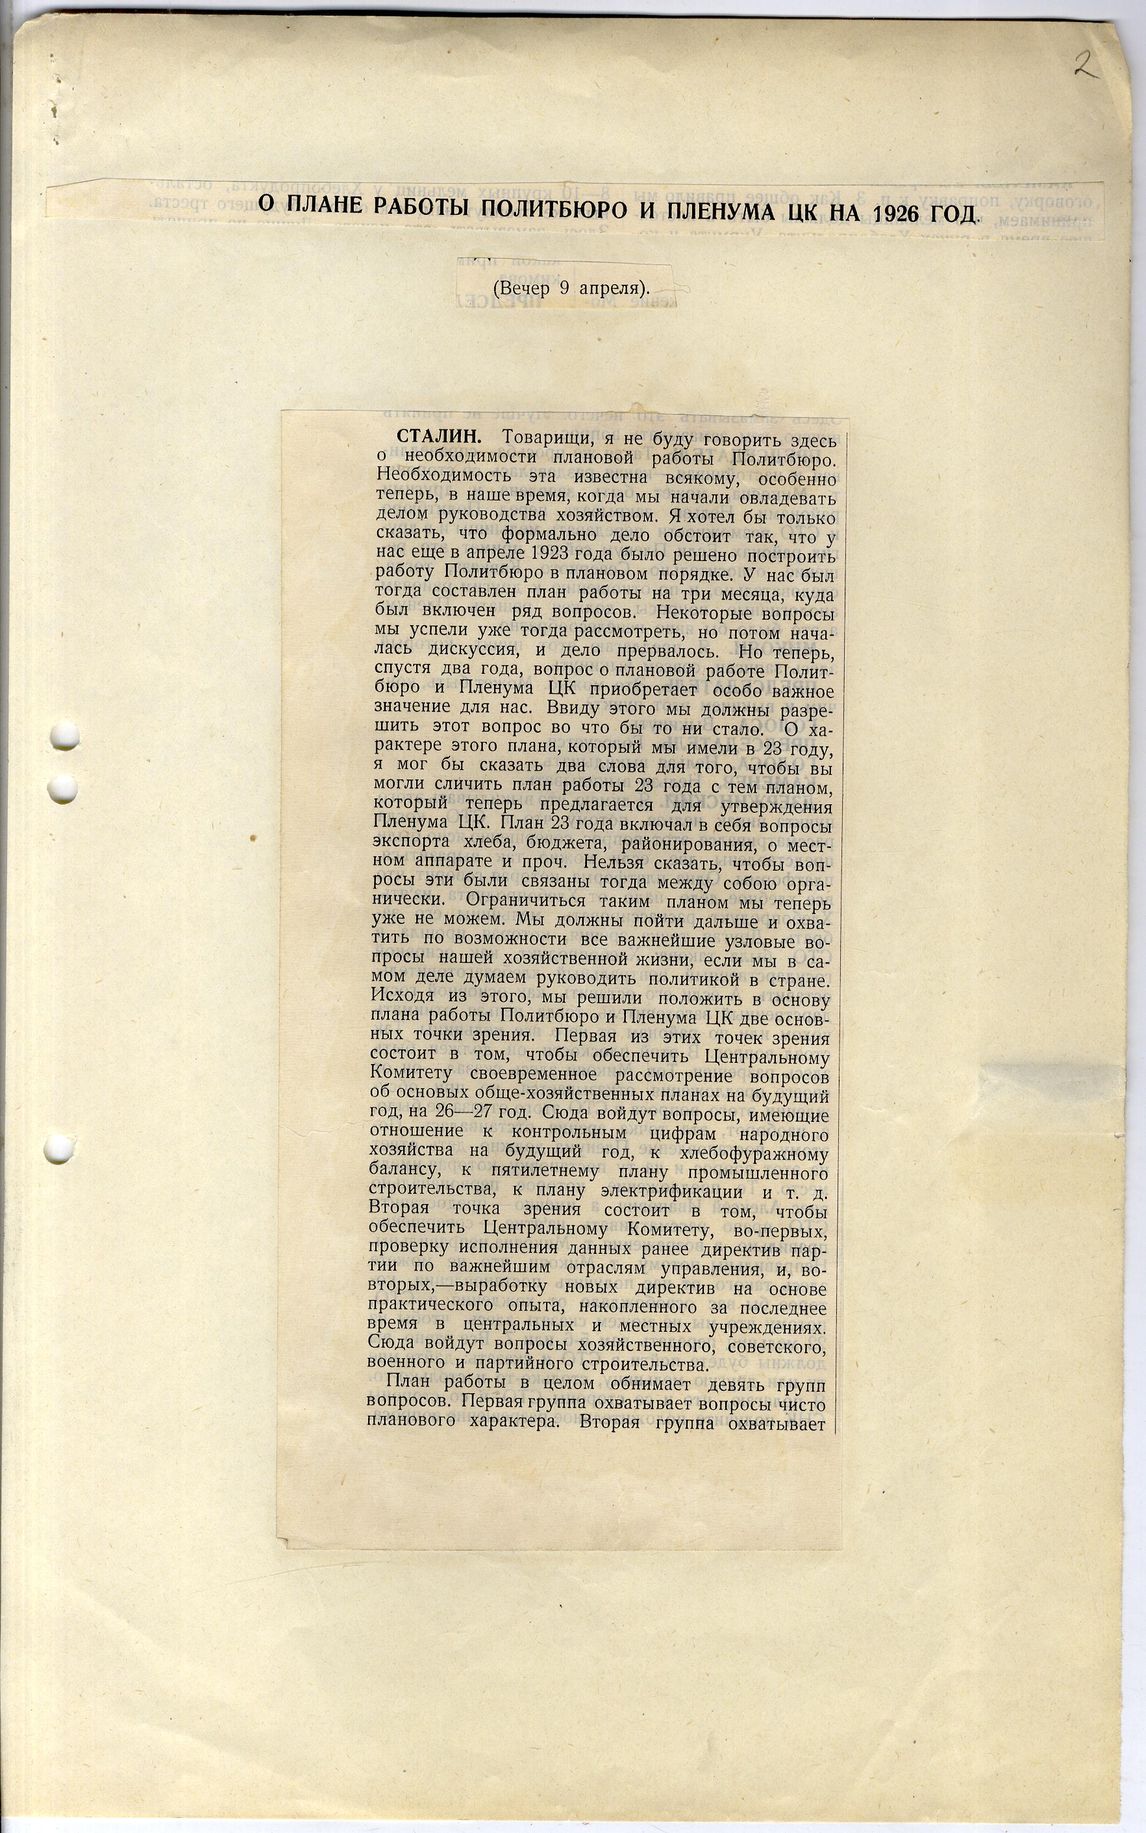 2
О ПЛАНЕ РАБОТЫ ПОЛИТБЮРО И ПЛЕНУМА ЦК НА 1926 ГОД.
(Вечер 9 апреля).
СТАЛИН. Товарищи, я не буду говорить здесь
о необходимости плановой работы Политбюро.
Необходимость эта известна всякому, особенно
теперь, в наше время, когда мы начали овладевать
делом руководства хозяйством. Я хотел бы только
сказать, что формально дело обстоит так, что у
нас еще в апреле 1923 года было решено построить
работу Политбюро в плановом порядке. У нас был
тогда составлен план работы на три месяца, куда
был включен ряд вопросов. Некоторые вопросы
мы успели уже тогда рассмотреть, но потом нача-
лась дискуссия, и дело прервалось. Но теперь,
спустя два года, вопрос о плановой работе Полит-
бюро и Пленума ЦК приобретает особо важное
значение для нас. Ввиду этого мы должны разре-
шить этот вопрос во что бы то ни стало. О ха-
рактере этого плана, который мы имели в 23 году,
я мог бы сказать два слова для того, чтобы вы
могли сличить план работы 23 года с тем планом,
который теперь предлагается для утверждения
Пленума ЦК. План 23 года включал в себя вопросы
экспорта хлеба, бюджета, районирования, о мест-
ном аппарате и проч. Нельзя сказать, чтобы воп-
росы эти были связаны тогда между собою орга-
нически. Ограничиться таким планом мы теперь
уже не можем. Мы должны пойти дальше и охва-
тить по возможности все важнейшие узловые во-
просы нашей хозяйственной жизни, если мы в са-
мом деле думаем руководить политикой в стране.
Исходя из этого, мы решили положить в основу
плана работы Политбюро и Пленума ЦК две основ-
ных точки зрения. Первая из этих точек зрения
состоит в том, чтобы обеспечить Центральному
Комитету своевременное рассмотрение вопросов
об основых обще-хозяйственных планах на будущий
год, на 26—27 год. Сюда войдут вопросы, имеющие
отношение к контрольным цифрам народного
хозяйства на будущий год, к хлебофуражному
балансу, к пятилетнему плану промышленного
строительства, к плану электрификации и т. д.
Вторая точка зрения состоит в том, чтобы
обеспечить Центральному Комитету, во-первых,
проверку исполнения данных ранее директив пар-
тии по важнейшим отраслям управления, и, во-
вторых,—выработку новых директив на основе
практического опыта, накопленного за последнее
время в центральных и местных учреждениях.
Сюда войдут вопросы хозяйственного, советского,
военного и партийного строительства.
План работы в целом обнимает девять групп
вопросов. Первая группа охватывает вопросы чисто
планового характера. Вторая группа охватывает